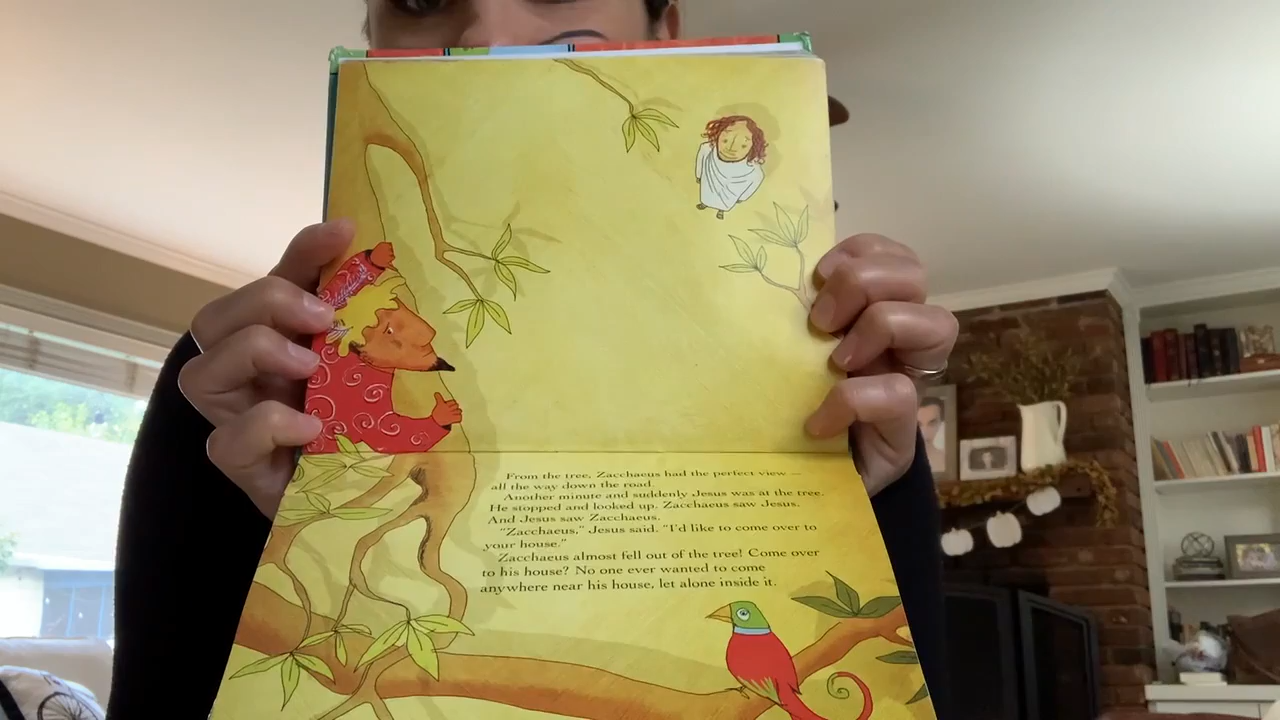 From the tree, Zacchaeus had the perfect view —
all the way down the road.
Another minute and suddenly Jesus was at the tree.
He stopped and looked up. Zacchaeus saw Jesus.
And Jesus saw Zacchaeus.
“Zacchaeus,” Jesus said. “I’d like to come over to
your house.”
Zacchaeus almost fell out of the tree! Come over
to his house? No one ever wanted to come
anywhere near his house, let alone inside it.